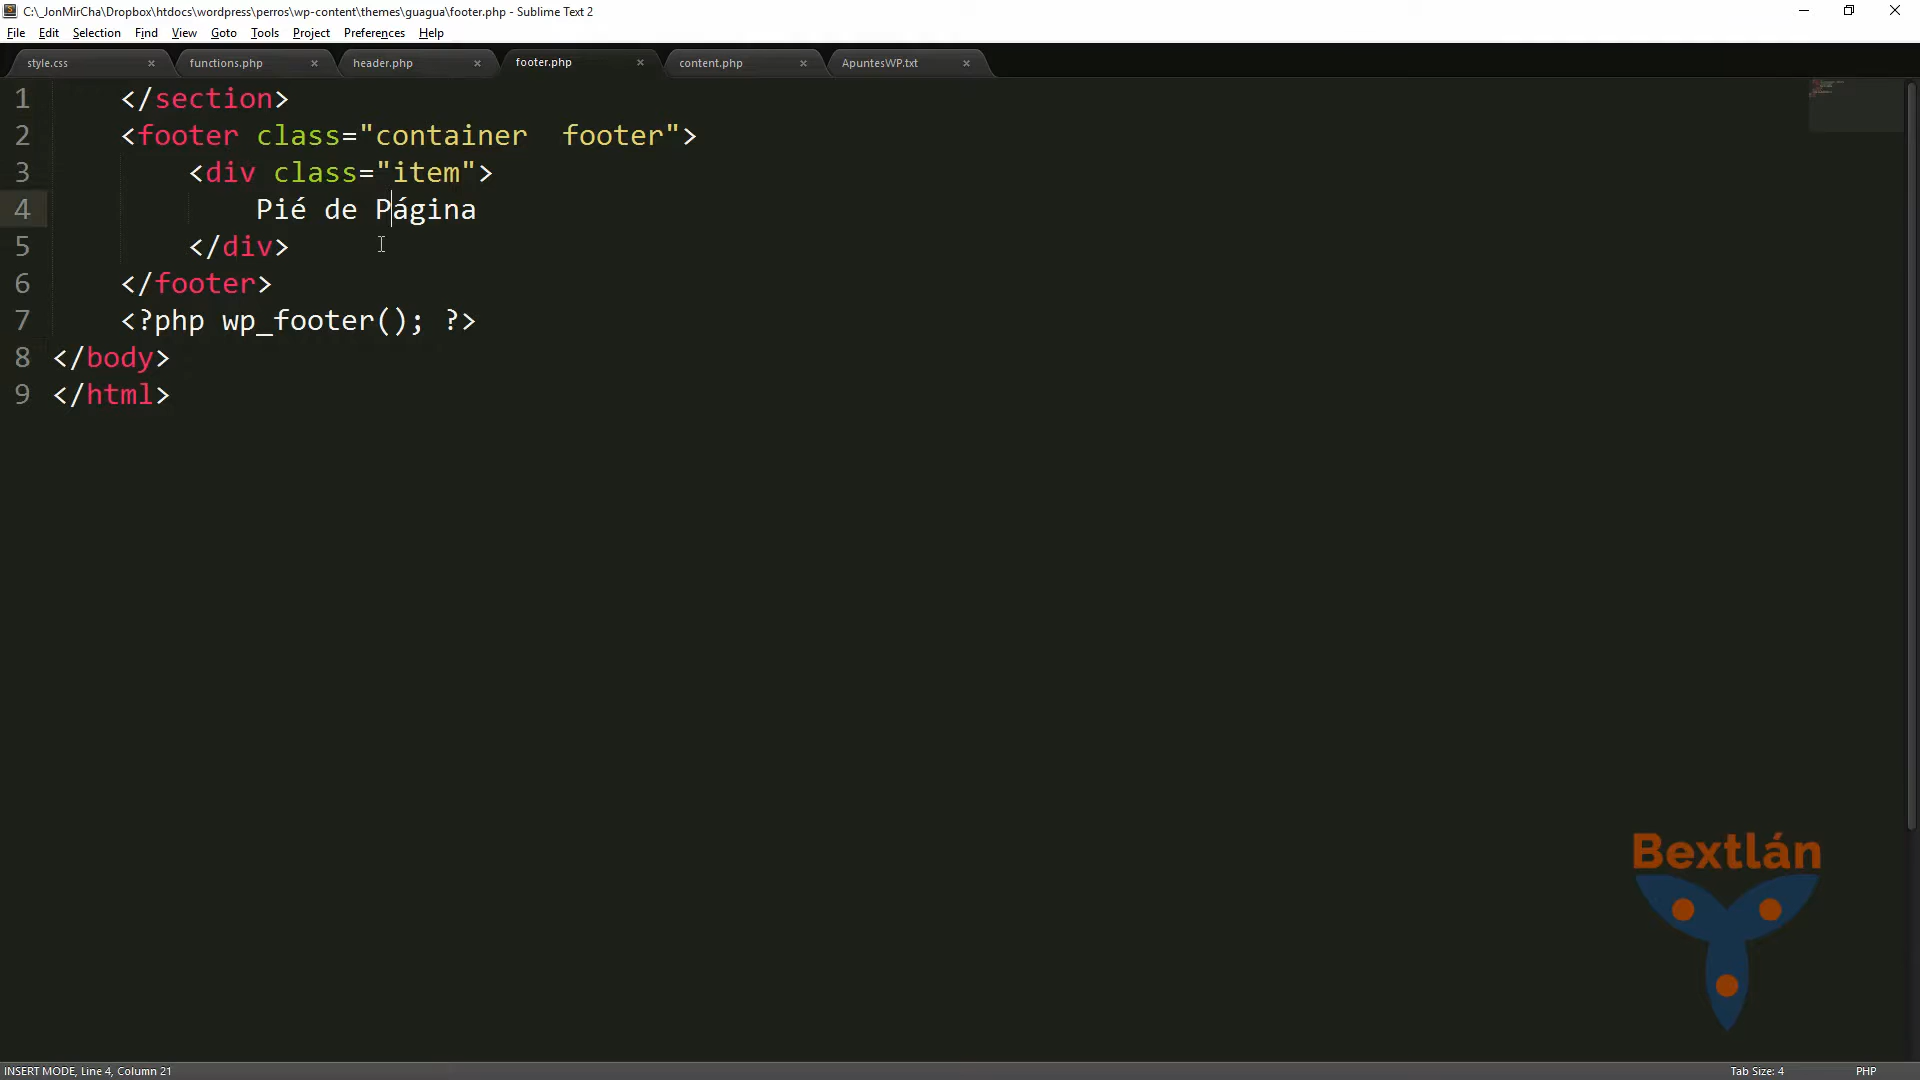 C:\_JonMirCha\Dropbox\htdocs\wordpress\perros\wp-content\themes\guagua\footer.php - Sublime Text 2
File Edit Selection Find View Goto Tools Project Preferences Help
style.css × functions.php × header.php × footer.php × content.php × ApuntesWP.txt ×
1 </section>
2 <footer class="container  footer">
3 <div class="item">
4 Pié de Página
5 </div>
6 </footer>
7 <?php wp_footer(); ?>
8 </body>
9 </html>
Bextlán
INSERT MODE, Line 4, Column 21 Tab Size: 4 PHP